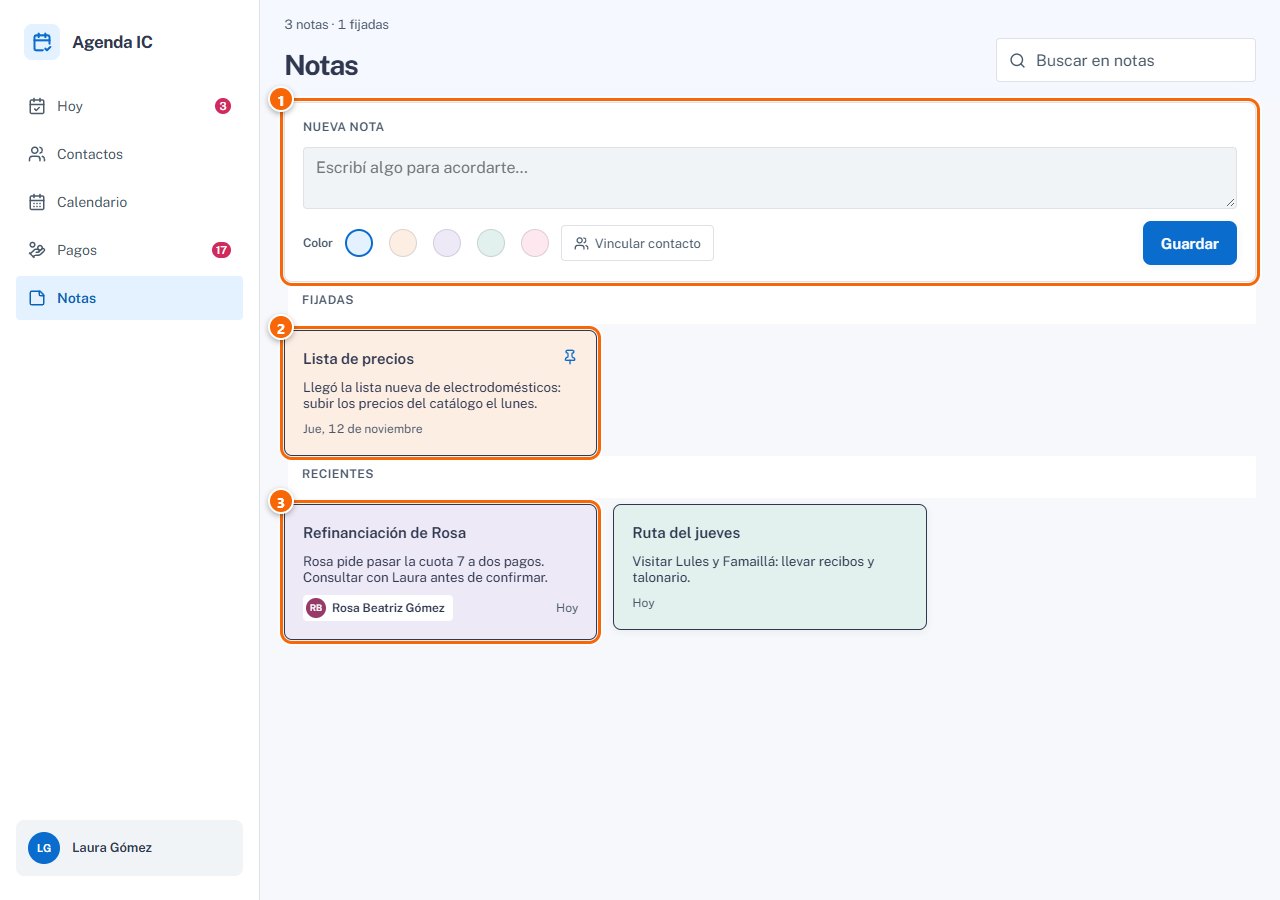 Agenda IC
Hoy 3
Contactos
Calendario
Pagos 17
Notas
LG Laura Gómez
3 notas · 1 fijadas
Notas
Buscar en notas
1
NUEVA NOTA
Escribí algo para acordarte...
Color
Vincular contacto
Guardar
FIJADAS
2
Lista de precios
Llegó la lista nueva de electrodomésticos:
subir los precios del catálogo el lunes.
Jue, 12 de noviembre
RECIENTES
3
Refinanciación de Rosa
Rosa pide pasar la cuota 7 a dos pagos.
Consultar con Laura antes de confirmar.
RB Rosa Beatriz Gómez Hoy
Ruta del jueves
Visitar Lules y Famaillá: llevar recibos y
talonario.
Hoy